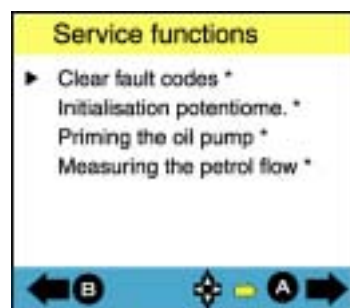 Service functions
Clear fault codes *
Initialisation potentiome. *
Priming the oil pump *
Measuring the petrol flow *
B A